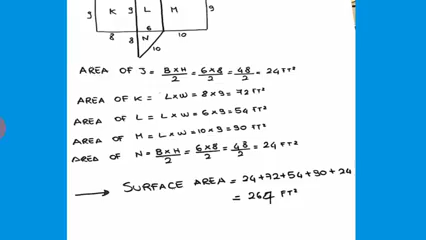 9 K 9 L M 9
6
8 8 N 10
10
AREA OF J = B×H/2 = 6×8/2 = 48/2 = 24 FT²
AREA OF K = L×W = 8×9 = 72 FT²
AREA OF L = L×W = 6×9 = 54 FT²
AREA OF M = L×W = 10×9 = 90 FT²
AREA OF N = B×H/2 = 6×8/2 = 48/2 = 24 FT²
→ SURFACE AREA = 24+72+54+90+24
= 264 FT²